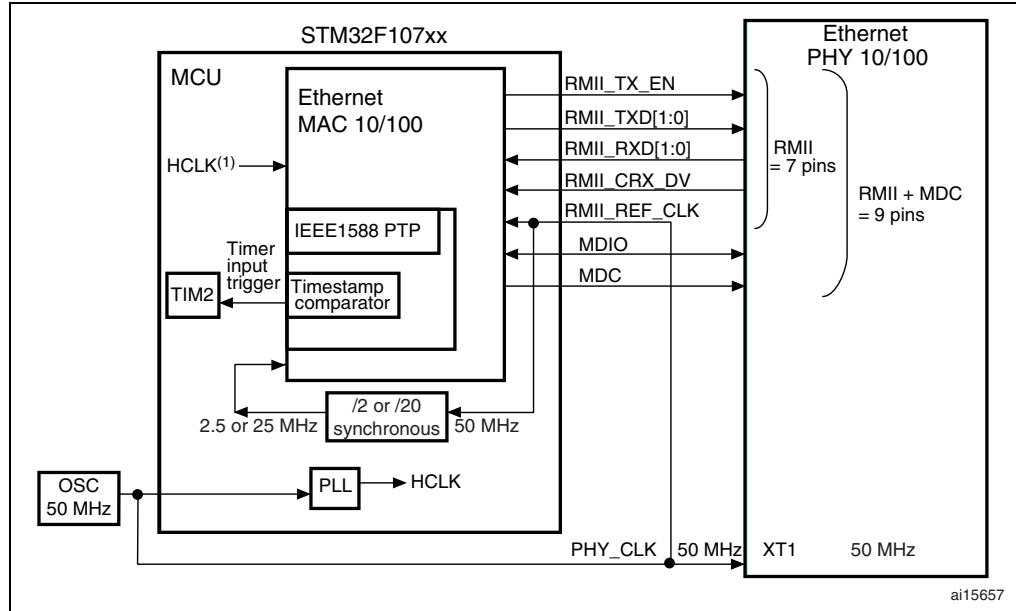 STM32F107xx
Ethernet
PHY 10/100
MCU
Ethernet
MAC 10/100
HCLK(1)
RMII_TX_EN
RMII_TXD[1:0]
RMII_RXD[1:0]
RMII_CRX_DV
RMII_REF_CLK
MDIO
MDC
RMII
= 7 pins
RMII + MDC
= 9 pins
IEEE1588 PTP
Timer
input
trigger
TIM2
Timestamp
comparator
2.5 or 25 MHz
/2 or /20
synchronous
50 MHz
OSC
50 MHz
PLL
HCLK
PHY_CLK 50 MHz
XT1 50 MHz
ai15657